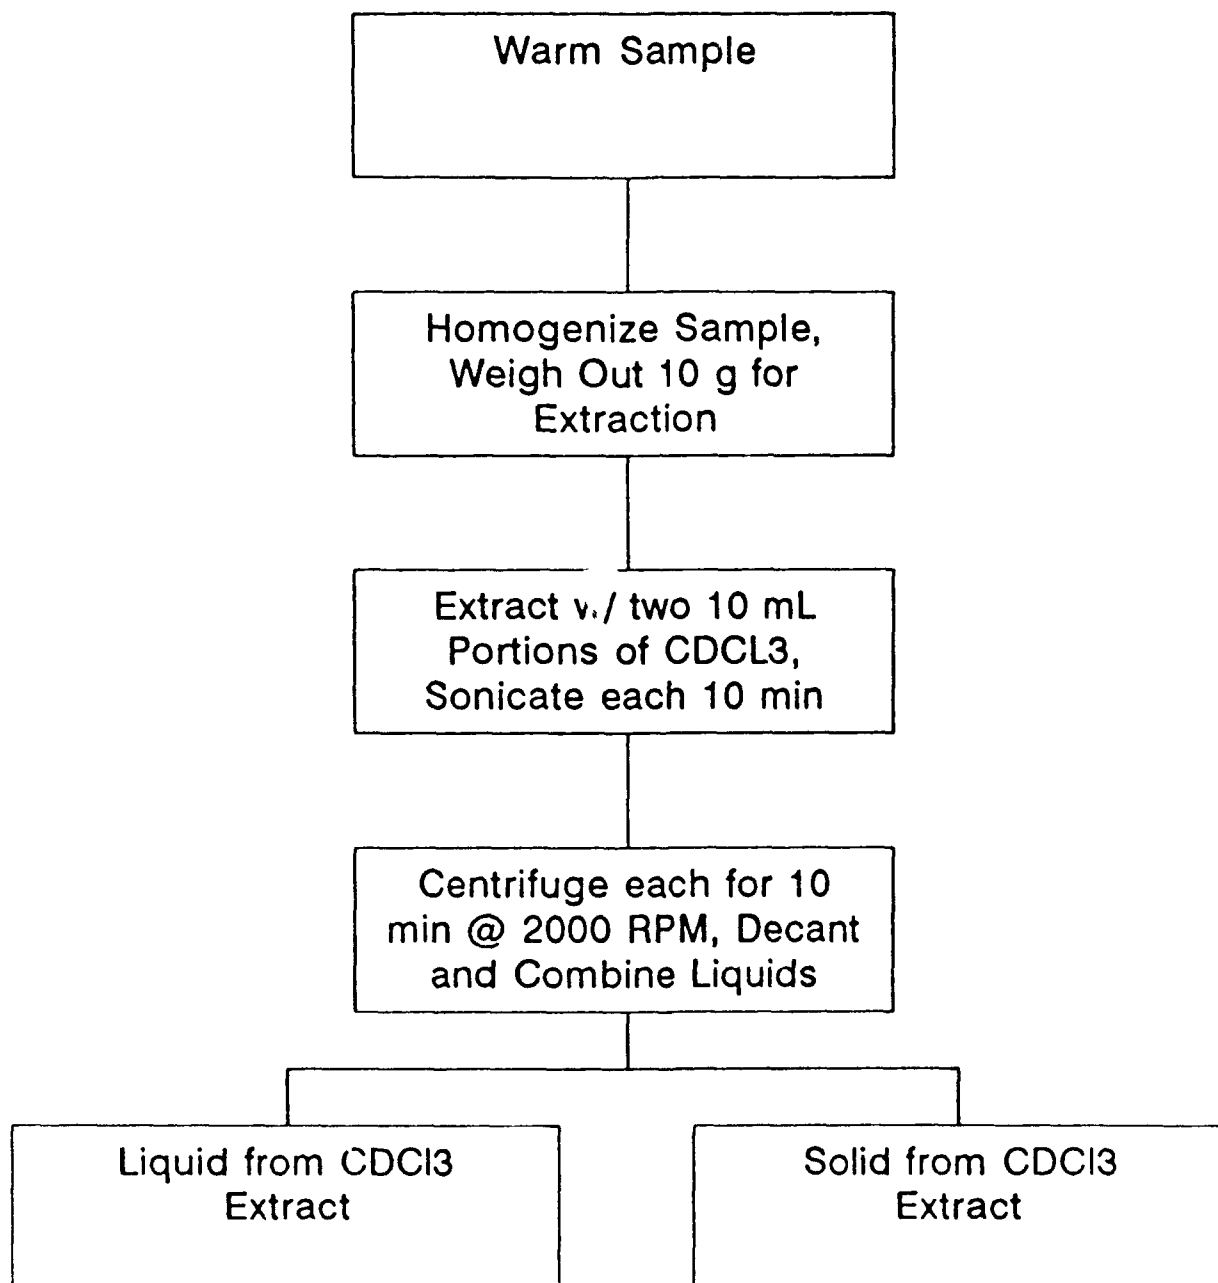 Warm Sample
Homogenize Sample,
Weigh Out 10 g for
Extraction
Extract w/ two 10 mL
Portions of CDCL3,
Sonicate each 10 min
Centrifuge each for 10
min @ 2000 RPM, Decant
and Combine Liquids
Liquid from CDCl3
Extract
Solid from CDCl3
Extract